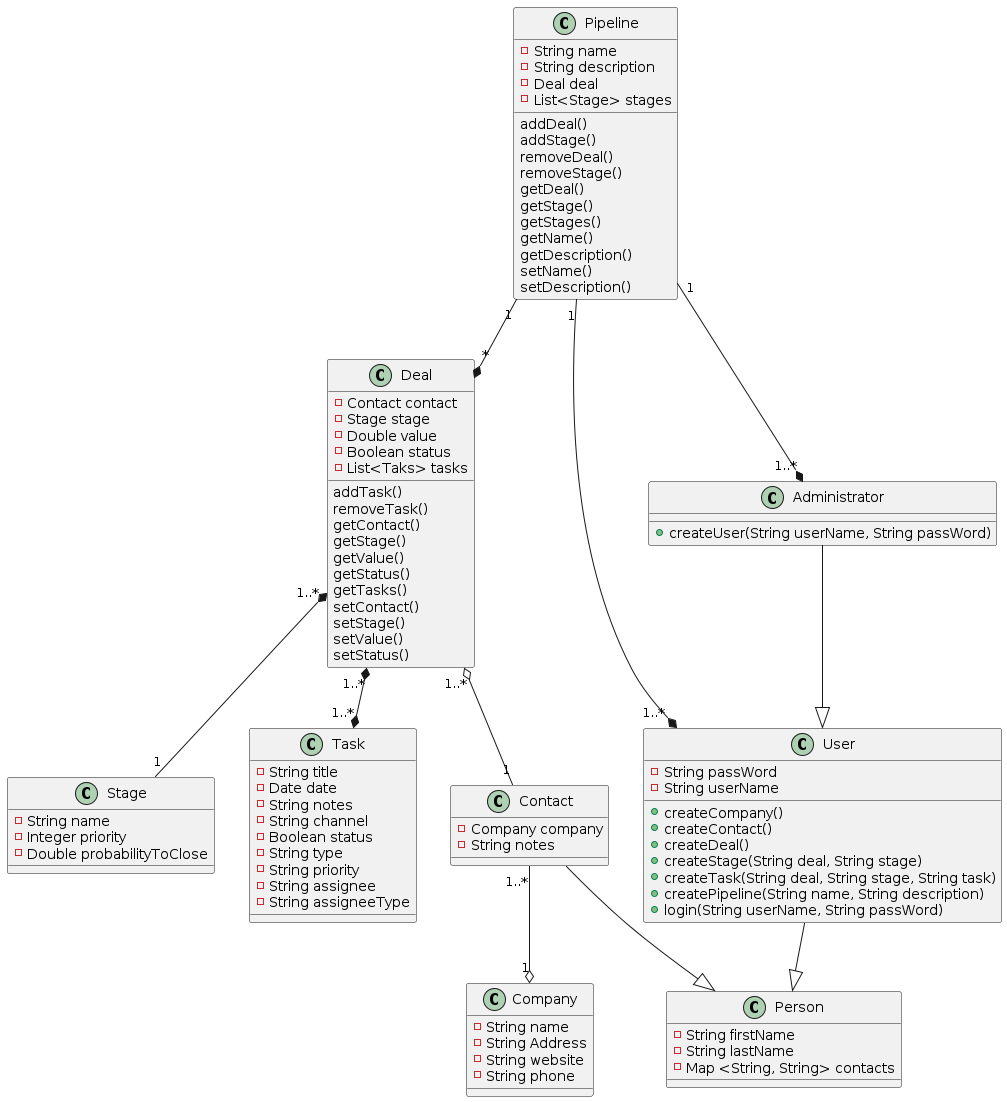 C Pipeline
String name
String description
Deal deal
List<Stage> stages
addDeal()
addStage()
removeDeal()
removeStage()
getDeal()
getStage()
getStages()
getName()
getDescription()
setName()
setDescription()
1
1
1
*
C Deal
Contact contact
Stage stage
Double value
Boolean status
List<Taks> tasks
addTask()
removeTask()
getContact()
getStage()
getValue()
getStatus()
getTasks()
setContact()
setStage()
setValue()
setStatus()
1..*
C Administrator
createUser(String userName, String passWord)
1..*
1..*
1..*
1..*
1..*
1
1
C Stage
String name
Integer priority
Double probabilityToClose
C Task
String title
Date date
String notes
String channel
Boolean status
String type
String priority
String assignee
String assigneeType
C Contact
Company company
String notes
C User
String passWord
String userName
createCompany()
createContact()
createDeal()
createStage(String deal, String stage)
createTask(String deal, String stage, String task)
createPipeline(String name, String description)
login(String userName, String passWord)
1..*
1
C Company
String name
String Address
String website
String phone
C Person
String firstName
String lastName
Map <String, String> contacts